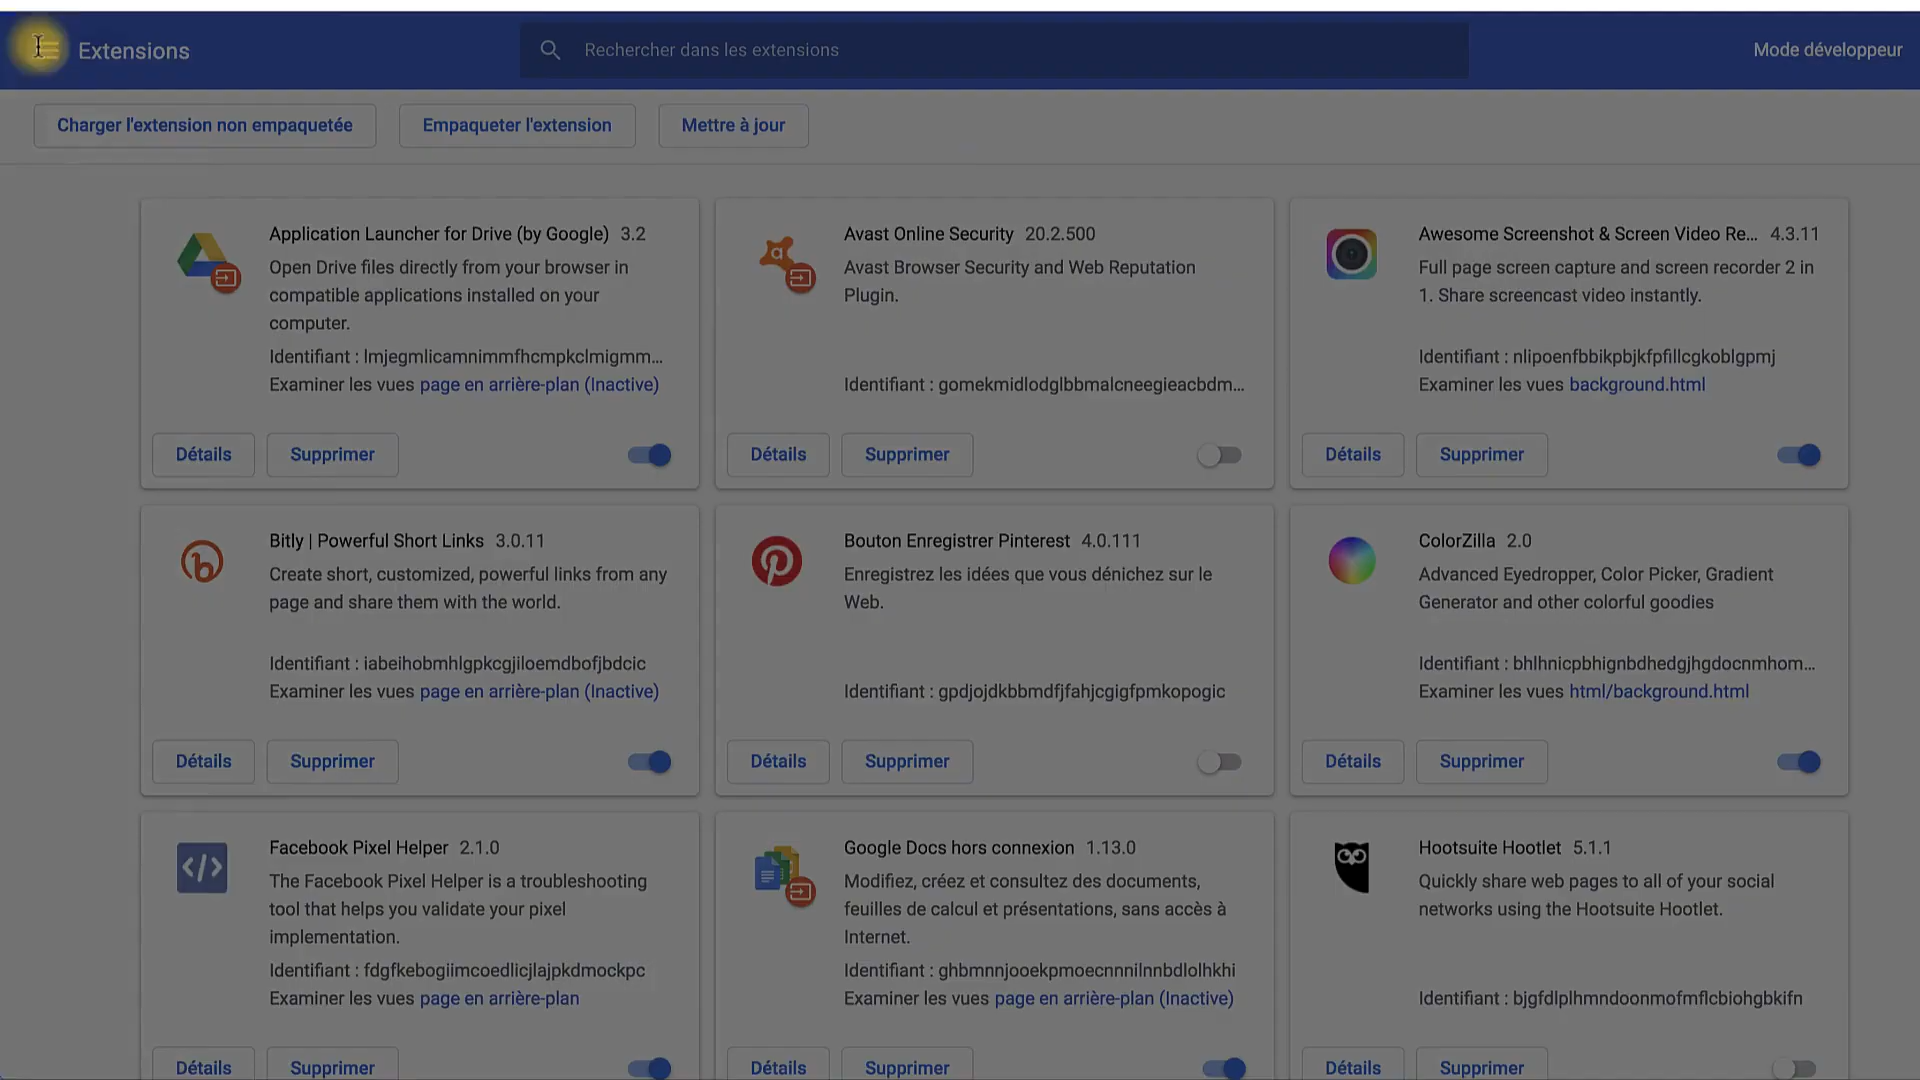 Extensions
Rechercher dans les extensions
Mode développeur
Charger l'extension non empaquetée
Empaqueter l'extension
Mettre à jour
Application Launcher for Drive (by Google) 3.2
Open Drive files directly from your browser in
compatible applications installed on your
computer.
Identifiant : lmjegmlicamnimmfhcmpkclmigmm...
Examiner les vues page en arrière-plan (Inactive)
Détails
Supprimer
Avast Online Security 20.2.500
Avast Browser Security and Web Reputation
Plugin.
Identifiant : gomekmidlodglbbmalcneegieacbdm...
Détails
Supprimer
Awesome Screenshot & Screen Video Re... 4.3.11
Full page screen capture and screen recorder 2 in
1. Share screencast video instantly.
Identifiant : nlipoenfbbikpbjkfpfillcgkoblgpmj
Examiner les vues background.html
Détails
Supprimer
Bitly | Powerful Short Links 3.0.11
Create short, customized, powerful links from any
page and share them with the world.
Identifiant : iabeihobmhlgpkcgjiloemdbofjbdcic
Examiner les vues page en arrière-plan (Inactive)
Détails
Supprimer
Bouton Enregistrer Pinterest 4.0.111
Enregistrez les idées que vous dénichez sur le
Web.
Identifiant : gpdjojdkbbmdfjfahjcgigfpmkopogic
Détails
Supprimer
ColorZilla 2.0
Advanced Eyedropper, Color Picker, Gradient
Generator and other colorful goodies
Identifiant : bhlhnicpbhignbdhedgjhgdocnmhom...
Examiner les vues html/background.html
Détails
Supprimer
Facebook Pixel Helper 2.1.0
The Facebook Pixel Helper is a troubleshooting
tool that helps you validate your pixel
implementation.
Identifiant : fdgfkebogiimcoedlicjlajpkdmockpc
Examiner les vues page en arrière-plan
Détails
Supprimer
Google Docs hors connexion 1.13.0
Modifiez, créez et consultez des documents,
feuilles de calcul et présentations, sans accès à
Internet.
Identifiant : ghbmnnjooekpmoecnnnilnnbdlolhkhi
Examiner les vues page en arrière-plan (Inactive)
Détails
Supprimer
Hootsuite Hootlet 5.1.1
Quickly share web pages to all of your social
networks using the Hootsuite Hootlet.
Identifiant : bjgfdlplhmndoonmofmflcbiohgbkifn
Détails
Supprimer